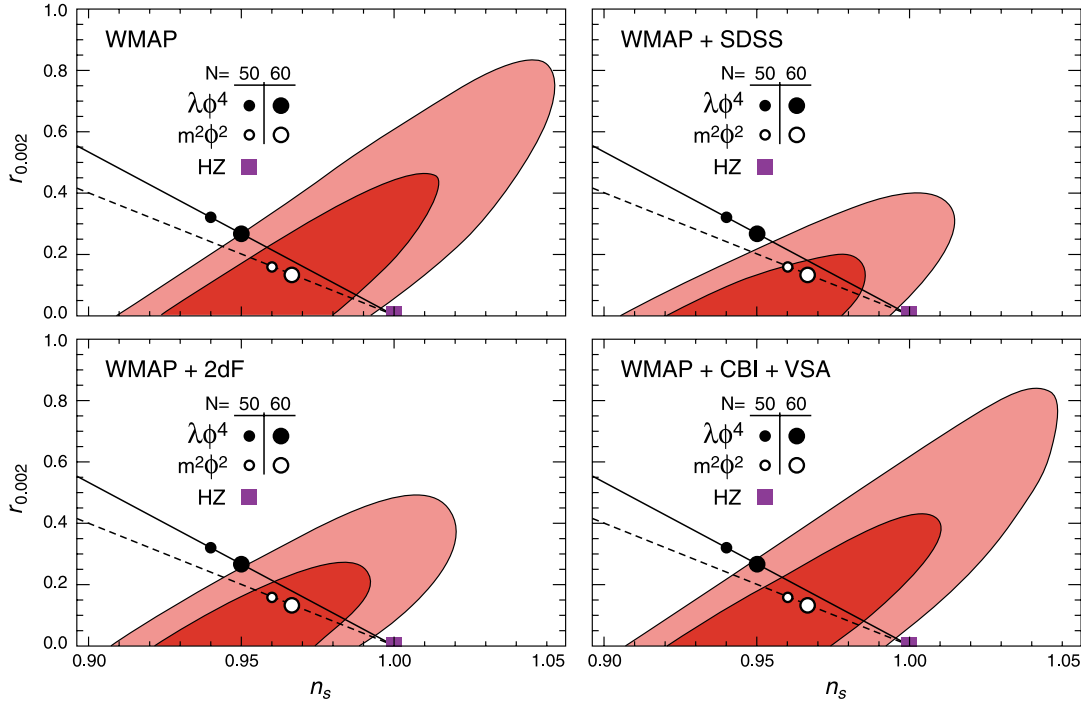 1.0
0.8
0.6
0.4
0.2
0.0
r0.002
WMAP
N= 50 60
λϕ⁴
m²ϕ²
HZ
WMAP + SDSS
N= 50 60
λϕ⁴
m²ϕ²
HZ
1.0
0.8
0.6
0.4
0.2
0.0
r0.002
WMAP + 2dF
N= 50 60
λϕ⁴
m²ϕ²
HZ
0.90 0.95 1.00 1.05
ns
WMAP + CBI + VSA
N= 50 60
λϕ⁴
m²ϕ²
HZ
0.90 0.95 1.00 1.05
ns